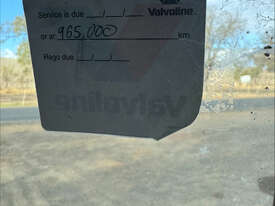 Service is due __/__/__ Valvoline
or at 965,000 km
Rego due __/__/__
Valvoline